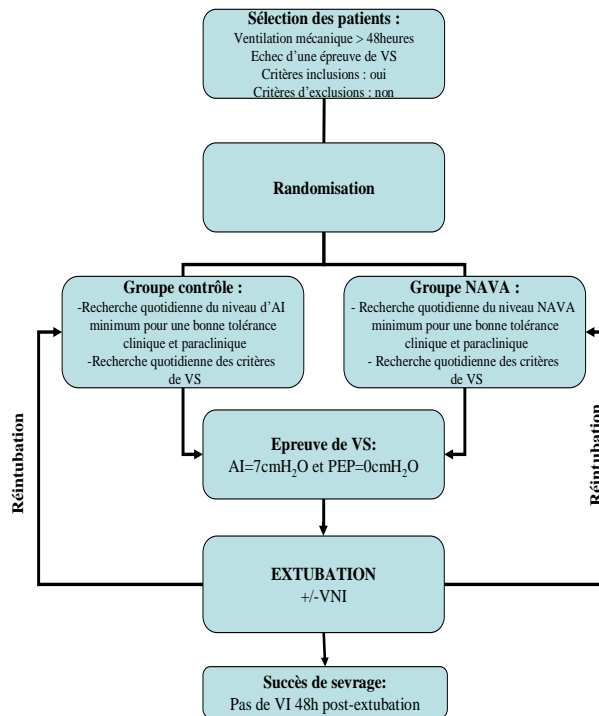 Sélection des patients :
Ventilation mécanique > 48heures
Echec d'une épreuve de VS
Critères inclusions : oui
Critères d'exclusions : non
Randomisation
Groupe contrôle :
-Recherche quotidienne du niveau d'AI
minimum pour une bonne tolérance
clinique et paraclinique
-Recherche quotidienne des critères
de VS
Groupe NAVA :
- Recherche quotidienne du niveau NAVA
minimum pour une bonne tolérance
clinique et paraclinique
- Recherche quotidienne des critères
de VS
Réintubation
Réintubation
Epreuve de VS:
AI=7cmH₂O et PEP=0cmH₂O
EXTUBATION
+/-VNI
Succès de sevrage:
Pas de VI 48h post-extubation